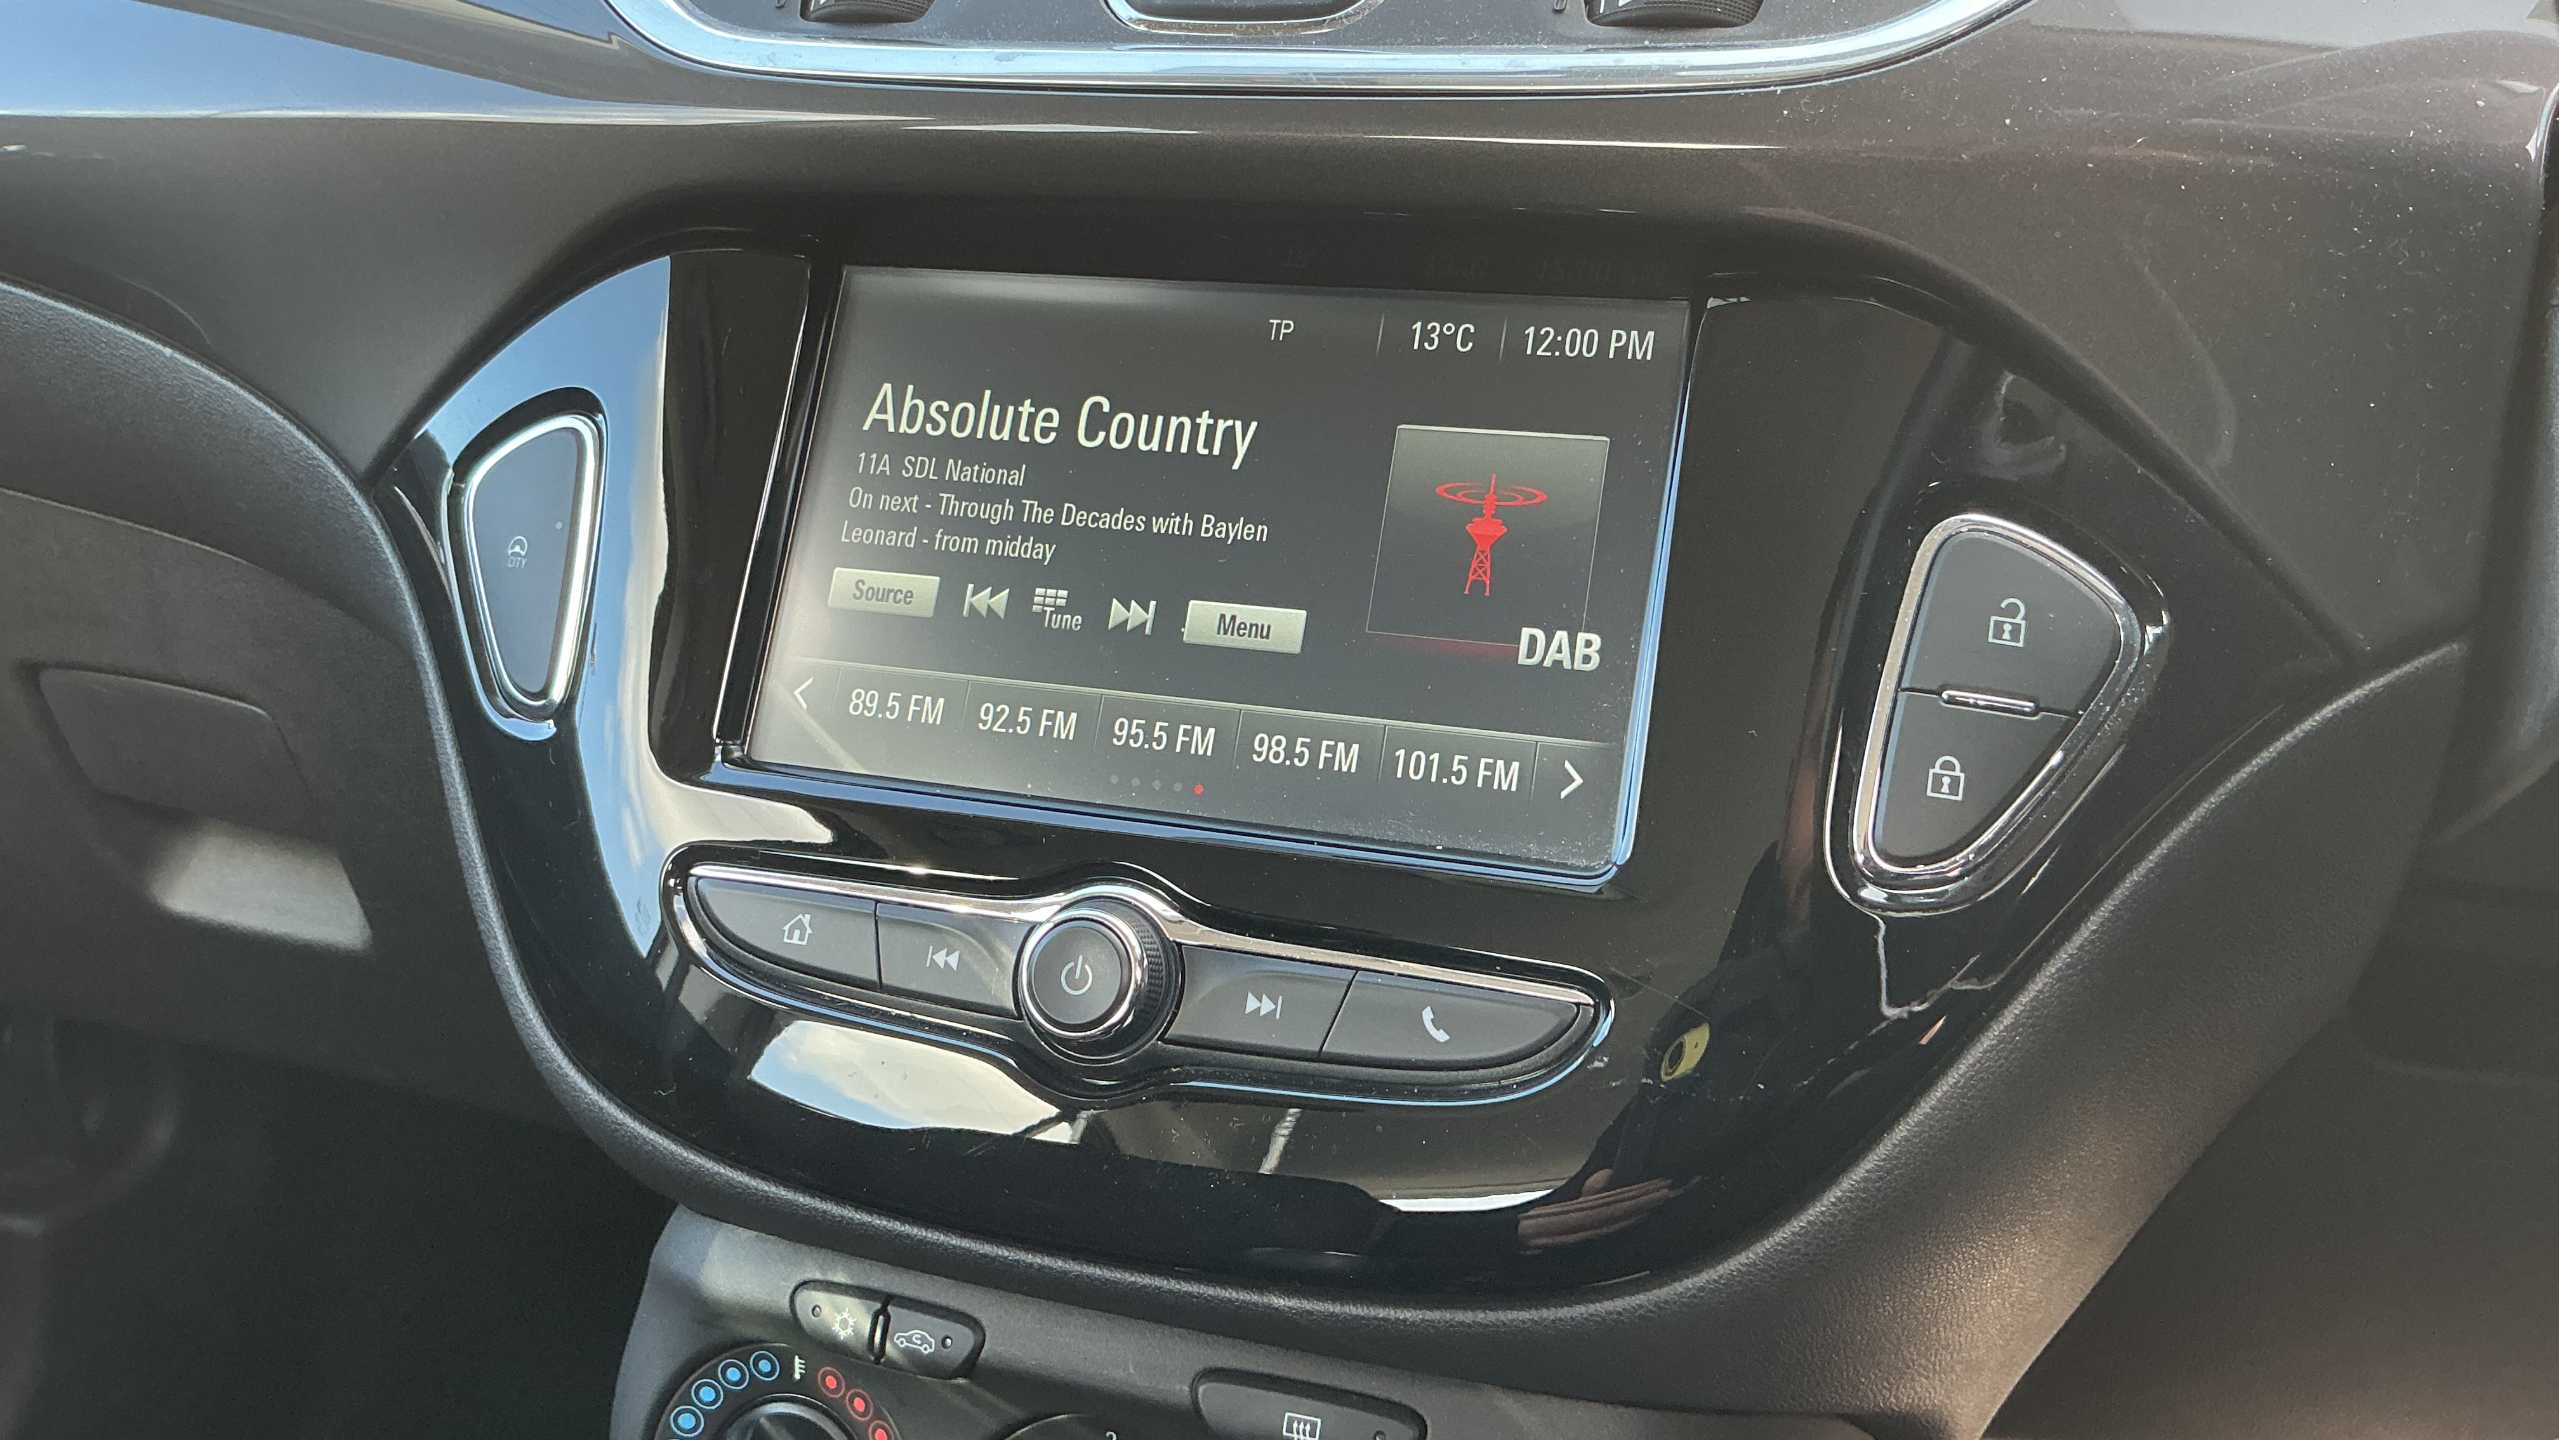 TP 13°C 12:00 PM
Absolute Country
11A SDL National
On next - Through The Decades with Baylen
Leonard - from midday
Source Tune Menu
DAB
89.5 FM 92.5 FM 95.5 FM 98.5 FM 101.5 FM
CITY